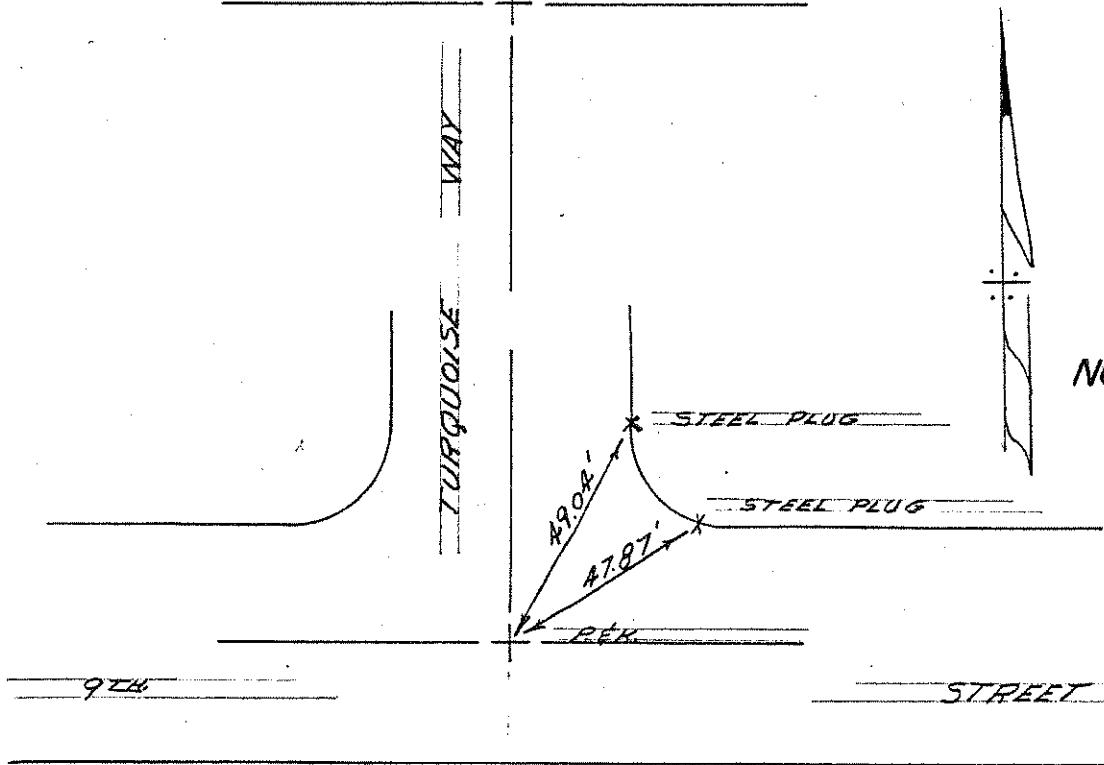 TURQUOISE WAY
STEEL PLUG
STEEL PLUG
49.04'
47.87'
P.&K.
9TH
STREET